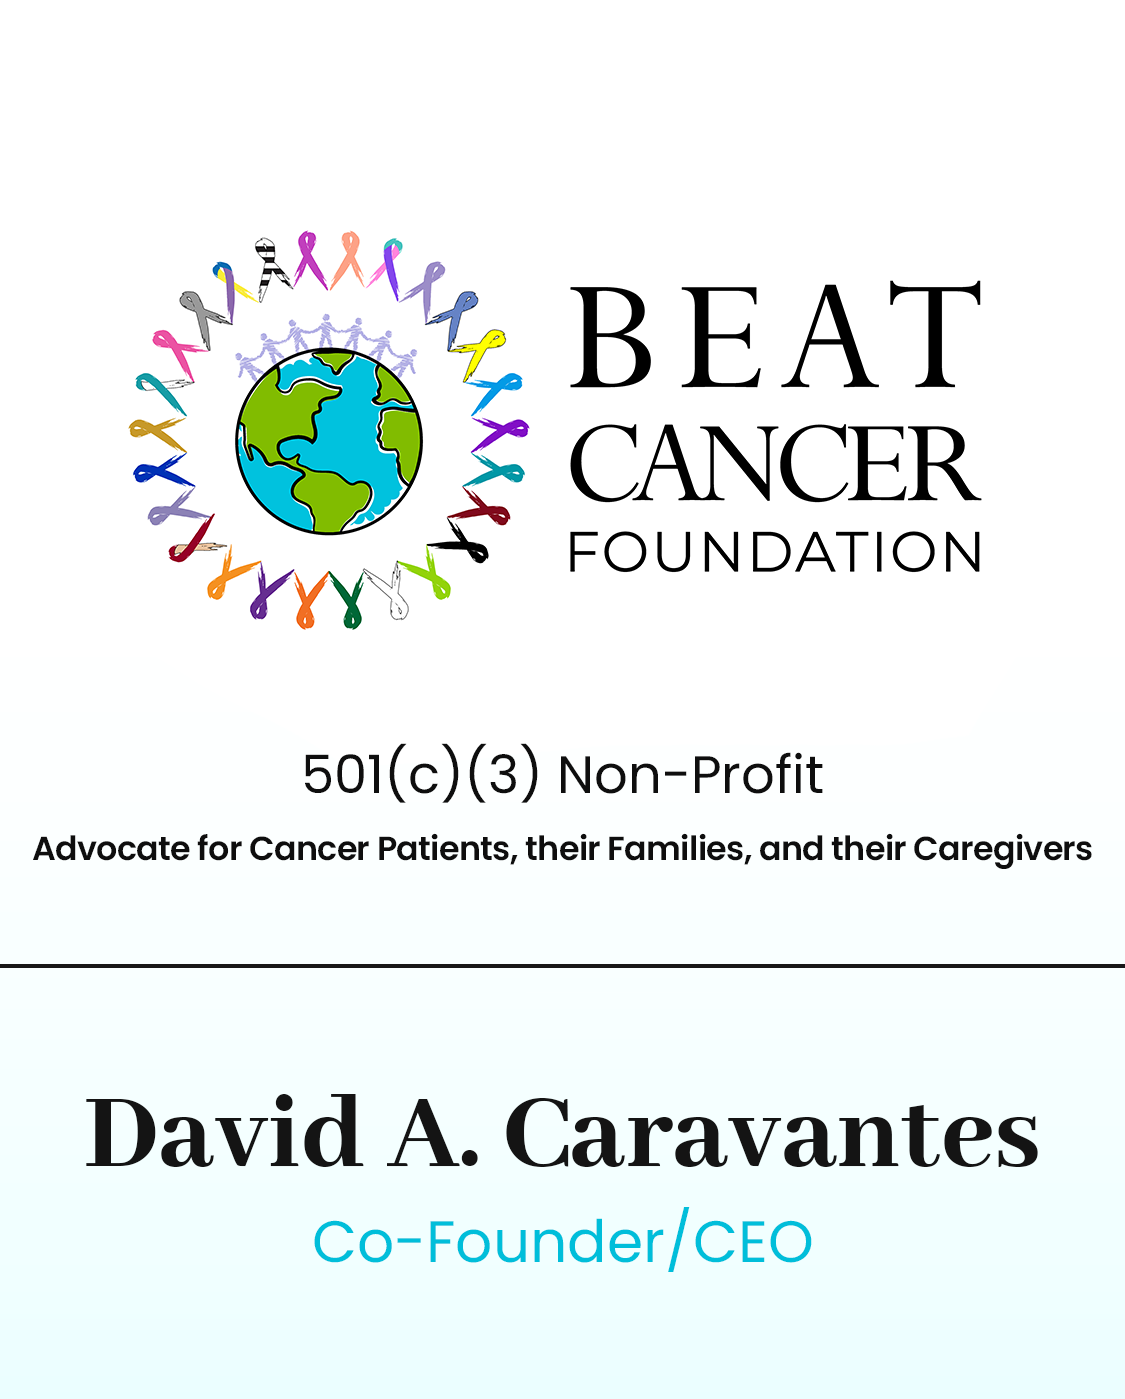 BEAT
CANCER
FOUNDATION
501(c)(3) Non-Profit
Advocate for Cancer Patients, their Families, and their Caregivers
David A. Caravantes
Co-Founder/CEO